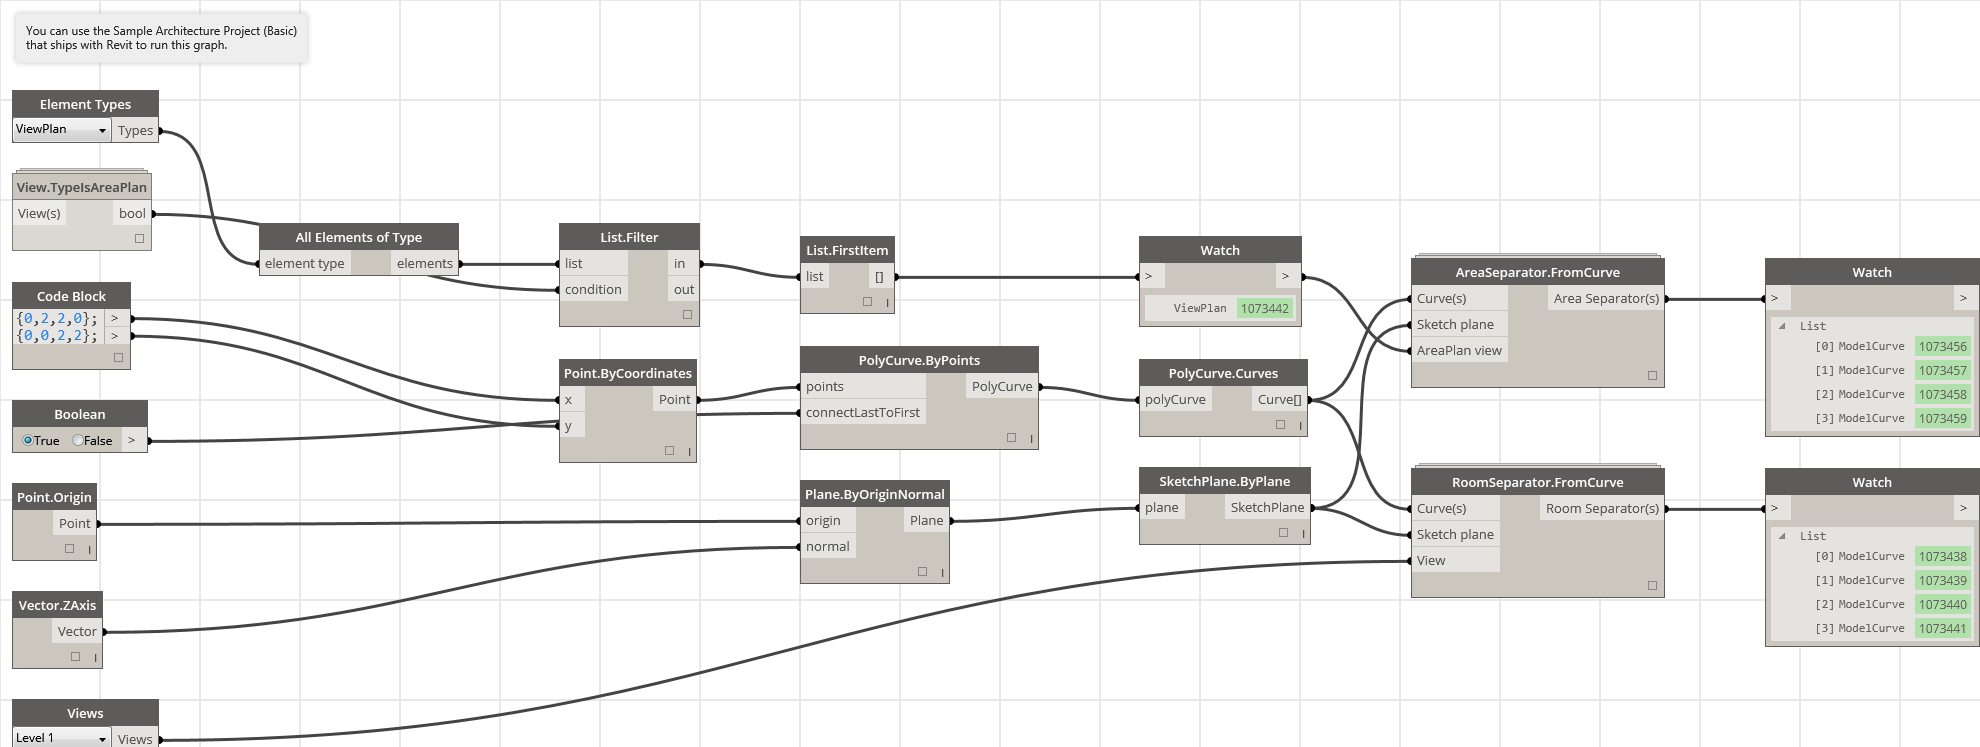 You can use the Sample Architecture Project (Basic)
that ships with Revit to run this graph.
Element Types
ViewPlan
Types
View.TypeIsAreaPlan
View(s)
bool
All Elements of Type
element type
elements
Code Block
{0,2,2,0};
>
{0,0,2,2};
>
Boolean
True
False
>
Point.Origin
Point
Vector.ZAxis
Vector
Views
Level 1
Views
List.Filter
list
in
condition
out
Point.ByCoordinates
x
Point
y
List.FirstItem
list
[]
PolyCurve.ByPoints
points
PolyCurve
connectLastToFirst
Plane.ByOriginNormal
origin
Plane
normal
Watch
>
>
ViewPlan 1073442
PolyCurve.Curves
polyCurve
Curve[]
SketchPlane.ByPlane
plane
SketchPlane
AreaSeparator.FromCurve
Curve(s)
Area Separator(s)
Sketch plane
AreaPlan view
RoomSeparator.FromCurve
Curve(s)
Room Separator(s)
Sketch plane
View
Watch
>
>
List
[0] ModelCurve 1073456
[1] ModelCurve 1073457
[2] ModelCurve 1073458
[3] ModelCurve 1073459
Watch
>
>
List
[0] ModelCurve 1073438
[1] ModelCurve 1073439
[2] ModelCurve 1073440
[3] ModelCurve 1073441